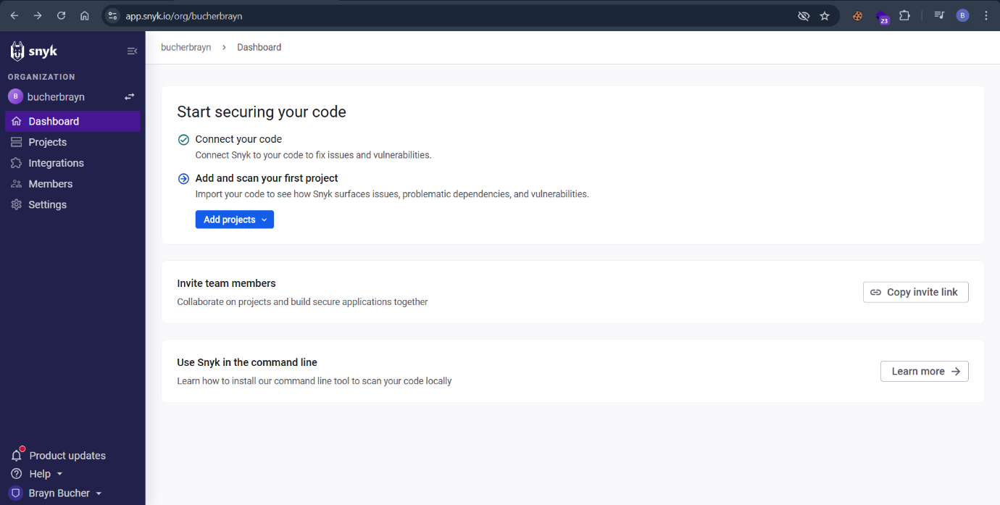 app.snyk.io/org/bucherbrayn
23
B
snyk
bucherbrayn > Dashboard
ORGANIZATION
B bucherbrayn
Dashboard
Projects
Integrations
Members
Settings
Start securing your code
Connect your code
Connect Snyk to your code to fix issues and vulnerabilities.
Add and scan your first project
Import your code to see how Snyk surfaces issues, problematic dependencies, and vulnerabilities.
Add projects
Invite team members
Collaborate on projects and build secure applications together
Copy invite link
Use Snyk in the command line
Learn how to install our command line tool to scan your code locally
Learn more
Product updates
Help
Brayn Bucher